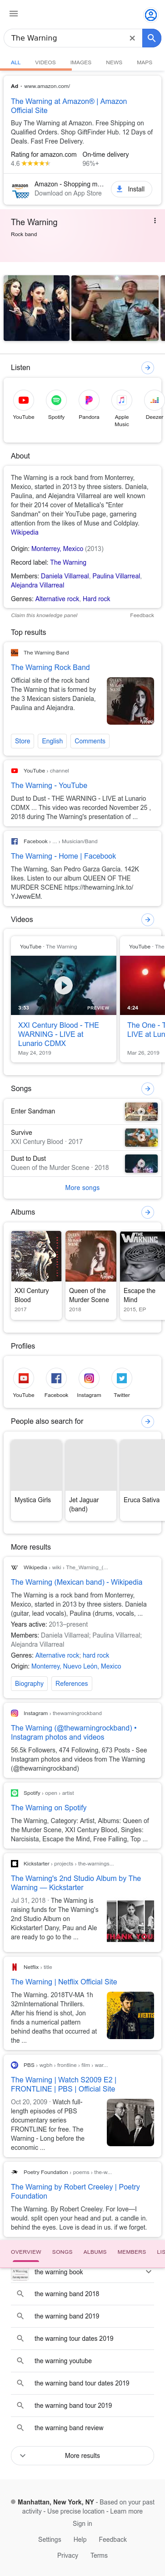 The Warning
ALL VIDEOS IMAGES NEWS MAPS
Ad · www.amazon.com/
The Warning at Amazon® | Amazon
Official Site
Buy The Warning at Amazon. Free Shipping on
Qualified Orders. Shop GiftFinder Hub. 12 Days of
Deals. Fast Delivery.
Rating for amazon.com On-time delivery
4.6 ★★★★★ 96%+
Amazon - Shopping m...
Download on App Store
Install
The Warning
Rock band
Listen
YouTube
Spotify
Pandora
Apple
Music
Deezer
About
The Warning is a rock band from Monterrey,
Mexico, started in 2013 by three sisters. Daniela,
Paulina, and Alejandra Villarreal are well known
for their 2014 cover of Metallica's "Enter
Sandman" on their YouTube page, garnering
attention from the likes of Muse and Coldplay.
Wikipedia
Origin: Monterrey, Mexico (2013)
Record label: The Warning
Members: Daniela Villarreal, Paulina Villarreal,
Alejandra Villarreal
Genres: Alternative rock, Hard rock
Claim this knowledge panel Feedback
Top results
The Warning Band
The Warning Rock Band
Official site of the rock band
The Warning that is formed by
the 3 Mexican sisters Daniela,
Paulina and Alejandra.
Store English Comments
YouTube › channel
The Warning - YouTube
Dust to Dust - THE WARNING - LIVE at Lunario
CDMX ... This video was recorded November 25 ,
2018 during The Warning's presentation of ...
Facebook › ... › Musician/Band
The Warning - Home | Facebook
The Warning, San Pedro Garza Garcia. 142K
likes. Listen to our album QUEEN OF THE
MURDER SCENE https://thewarning.lnk.to/
YJwewEM.
Videos
YouTube · The Warning
3:53 PREVIEW
XXI Century Blood - THE
WARNING - LIVE at
Lunario CDMX
May 24, 2019
YouTube · The
4:24
The One - T
LIVE at Lun
Mar 26, 2019
Songs
Enter Sandman
Survive
XXI Century Blood · 2017
Dust to Dust
Queen of the Murder Scene · 2018
More songs
Albums
XXI Century
Blood
2017
Queen of the
Murder Scene
2018
WARNING
Escape the
Mind
2015, EP
Profiles
YouTube
Facebook
Instagram
Twitter
People also search for
Mystica Girls
Jet Jaguar
(band)
Eruca Sativa
More results
Wikipedia › wiki › The_Warning_(...
The Warning (Mexican band) - Wikipedia
The Warning is a rock band from Monterrey,
Mexico, started in 2013 by three sisters. Daniela
(guitar, lead vocals), Paulina (drums, vocals, ...
Years active: 2013–present
Members: Daniela Villarreal; Paulina Villarreal;
Alejandra Villarreal
Genres: Alternative rock; hard rock
Origin: Monterrey, Nuevo León, Mexico
Biography References
Instagram › thewarningrockband
The Warning (@thewarningrockband) •
Instagram photos and videos
56.5k Followers, 474 Following, 673 Posts - See
Instagram photos and videos from The Warning
(@thewarningrockband)
Spotify › open › artist
The Warning on Spotify
The Warning, Category: Artist, Albums: Queen of
the Murder Scene, XXI Century Blood, Singles:
Narcisista, Escape the Mind, Free Falling, Top ...
Kickstarter › projects › the-warnings...
The Warning's 2nd Studio Album by The
Warning — Kickstarter
Jul 31, 2018 · The Warning is
raising funds for The Warning's
2nd Studio Album on
Kickstarter! Dany, Pau and Ale
are ready to go to the ...
THANK YOU
Netflix › title
The Warning | Netflix Official Site
The Warning. 2018TV-MA 1h
32mInternational Thrillers.
After his friend is shot, Jon
finds a numerical pattern
behind deaths that occurred at
the ...
PBS › wgbh › frontline › film › war...
The Warning | Watch S2009 E2 |
FRONTLINE | PBS | Official Site
Oct 20, 2009 · Watch full-
length episodes of PBS
documentary series
FRONTLINE for free. The
Warning - Long before the
economic ...
Poetry Foundation › poems › the-w...
The Warning by Robert Creeley | Poetry
Foundation
The Warning. By Robert Creeley. For love—I
would. split open your head and put. a candle in.
behind the eyes. Love is dead in us. if we forget.
OVERVIEW SONGS ALBUMS MEMBERS LIS
the warning book
the warning band 2018
the warning band 2019
the warning tour dates 2019
the warning youtube
the warning band tour dates 2019
the warning band tour 2019
the warning band review
More results
Manhattan, New York, NY - Based on your past
activity - Use precise location - Learn more
Sign in
Settings Help Feedback
Privacy Terms